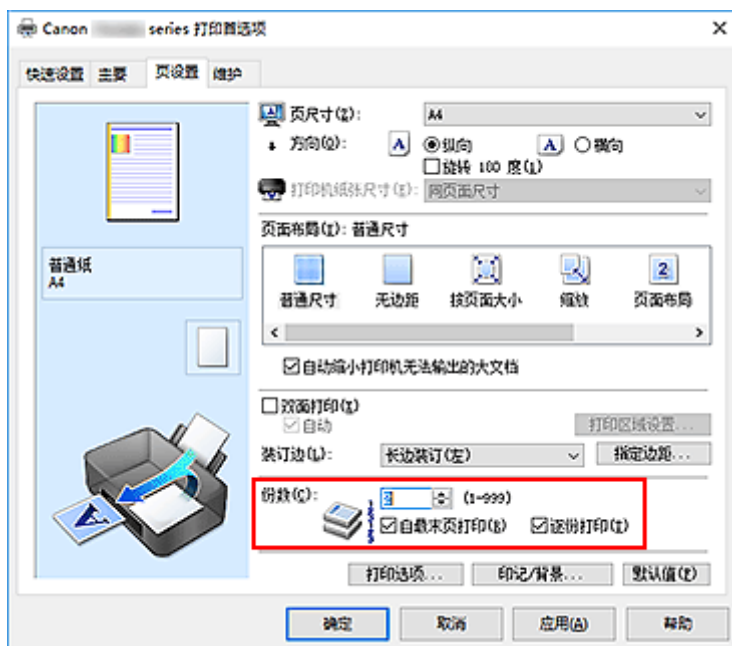 Canon series 打印首选项
快速设置 主要 页设置 维护
页尺寸(Z): A4
方向(O): A 纵向 A 横向
旋转 180 度(1)
打印机纸张尺寸(E): 同页面尺寸
页面布局(I): 普通尺寸
普通纸
A4
普通尺寸 无边距 按页面大小 缩放 页面布局
自动缩小打印机无法输出的大文档
双面打印(X)
自动
打印区域设置...
装订边(L): 长边装订(左) 指定边距...
份数(C): 3 (1-999)
自最末页打印(R) 逐份打印(T)
打印选项... 印记/背景... 默认值(P)
确定 取消 应用(A) 帮助